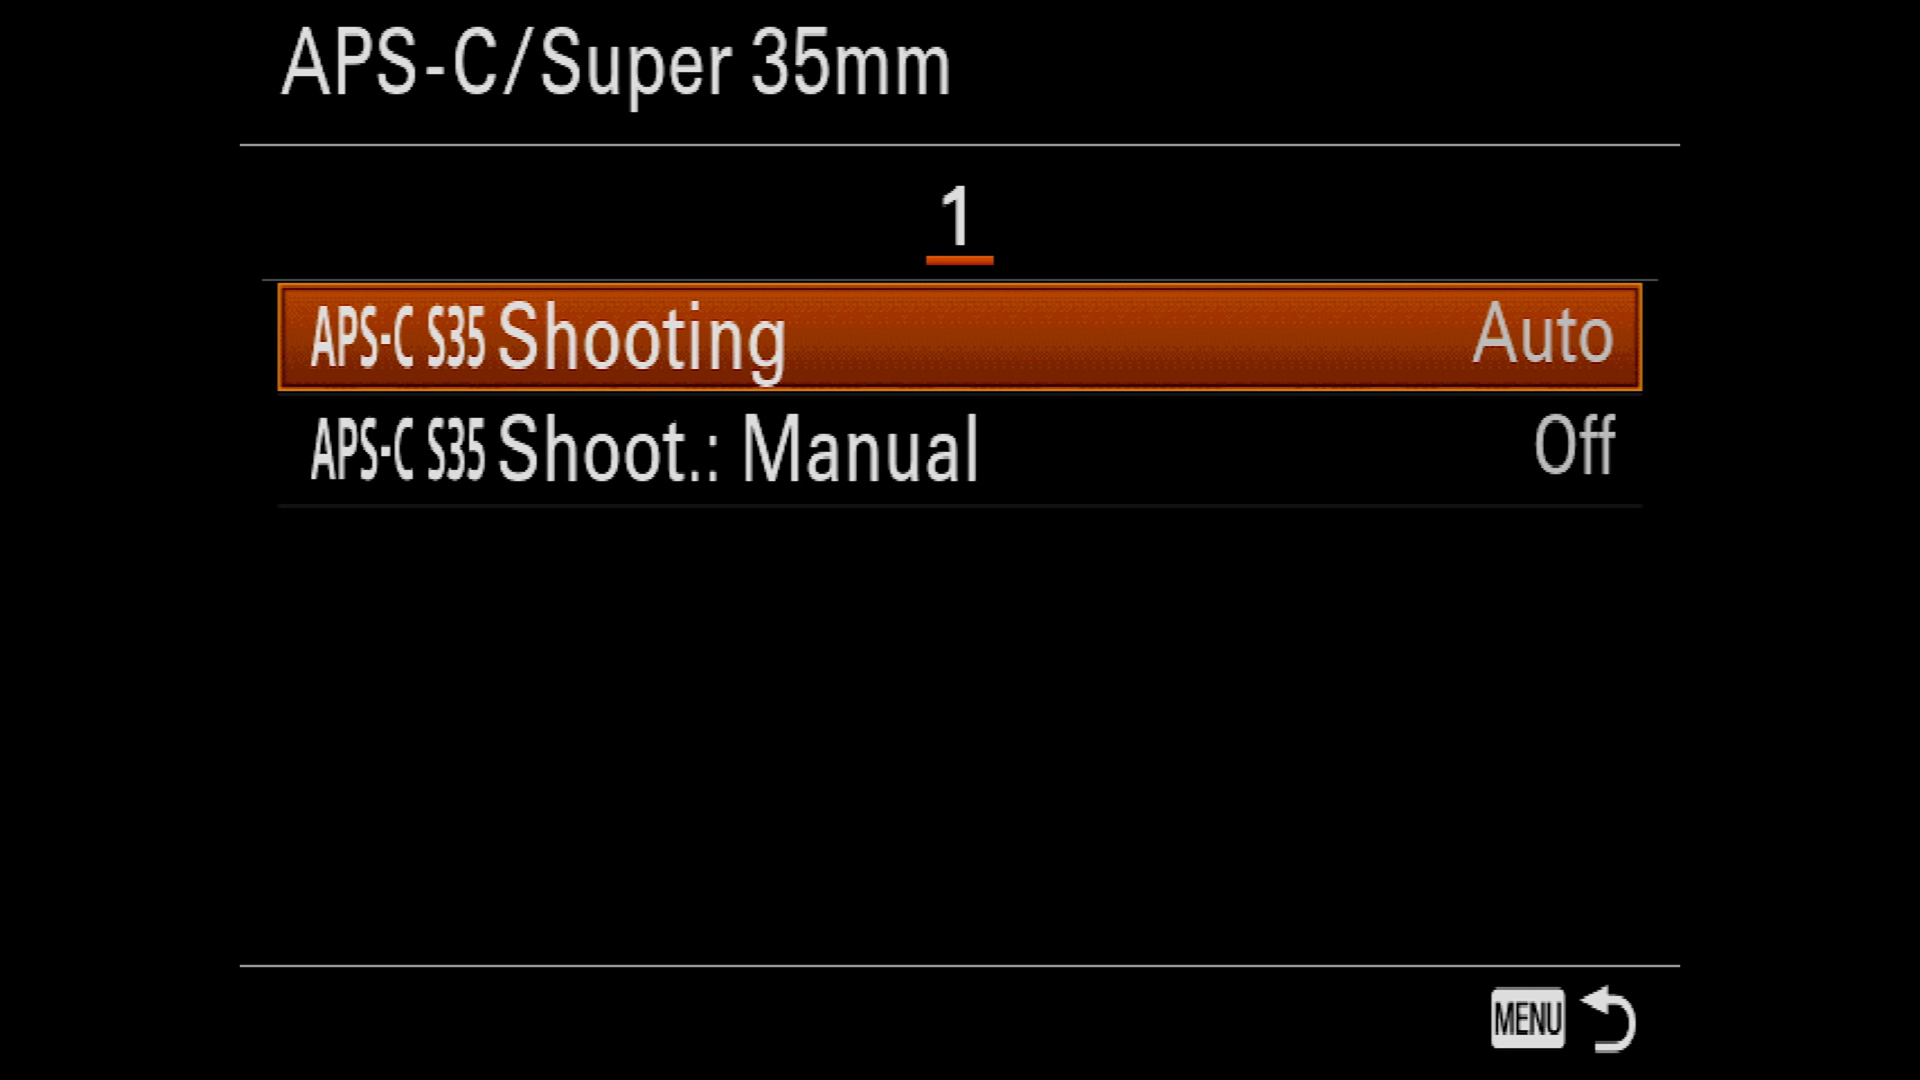 APS-C/Super 35mm
1
APS-C S35 Shooting Auto
APS-C S35 Shoot.: Manual Off
MENU